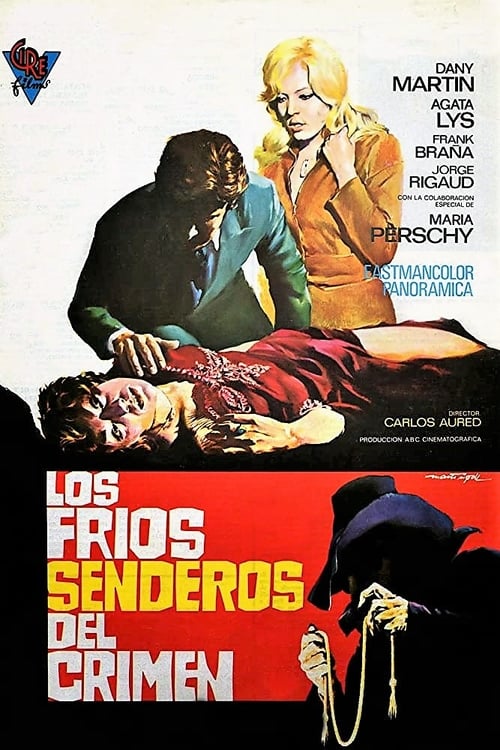 CIRE
films
DANY
MARTIN
AGATA
LYS
FRANK
BRAÑA
JORGE
RIGAUD
CON LA COLABORACION
ESPECIAL DE
MARIA
PERSCHY
EASTMANCOLOR
PANORAMICA
DIRECTOR
CARLOS AURED
PRODUCCION A.B.C. CINEMATOGRAFICA
LOS
FRIOS
SENDEROS
DEL
CRIMEN